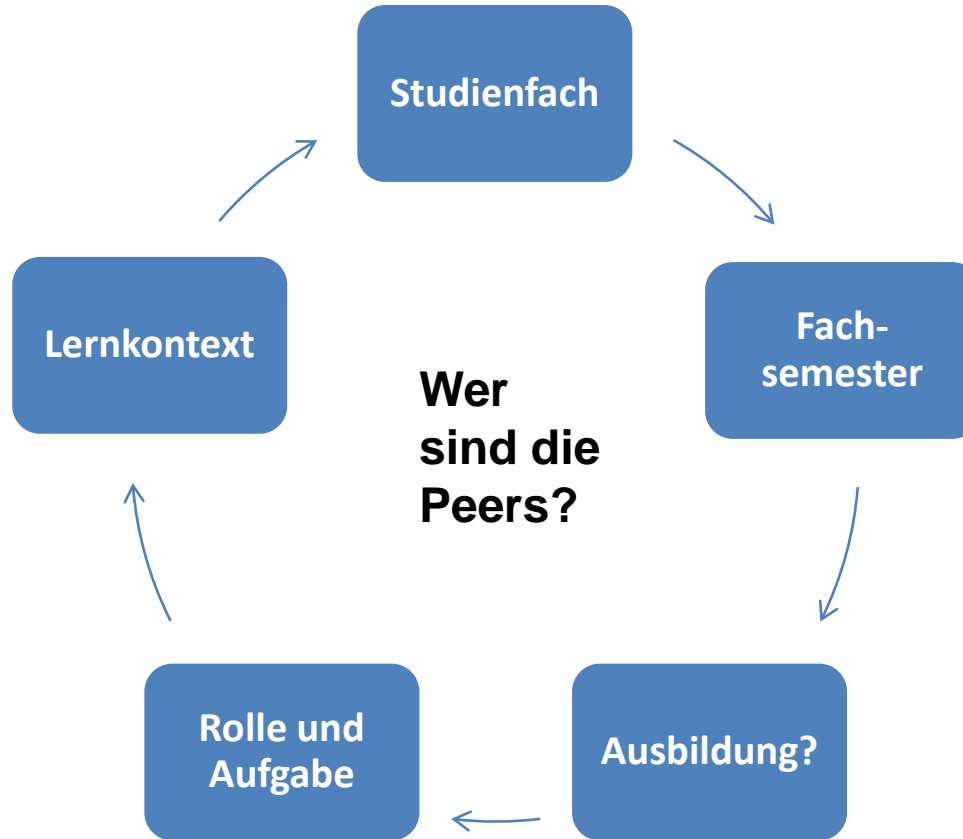 Studienfach
Fach-
semester
Ausbildung?
Rolle und
Aufgabe
Lernkontext
Wer
sind die
Peers?